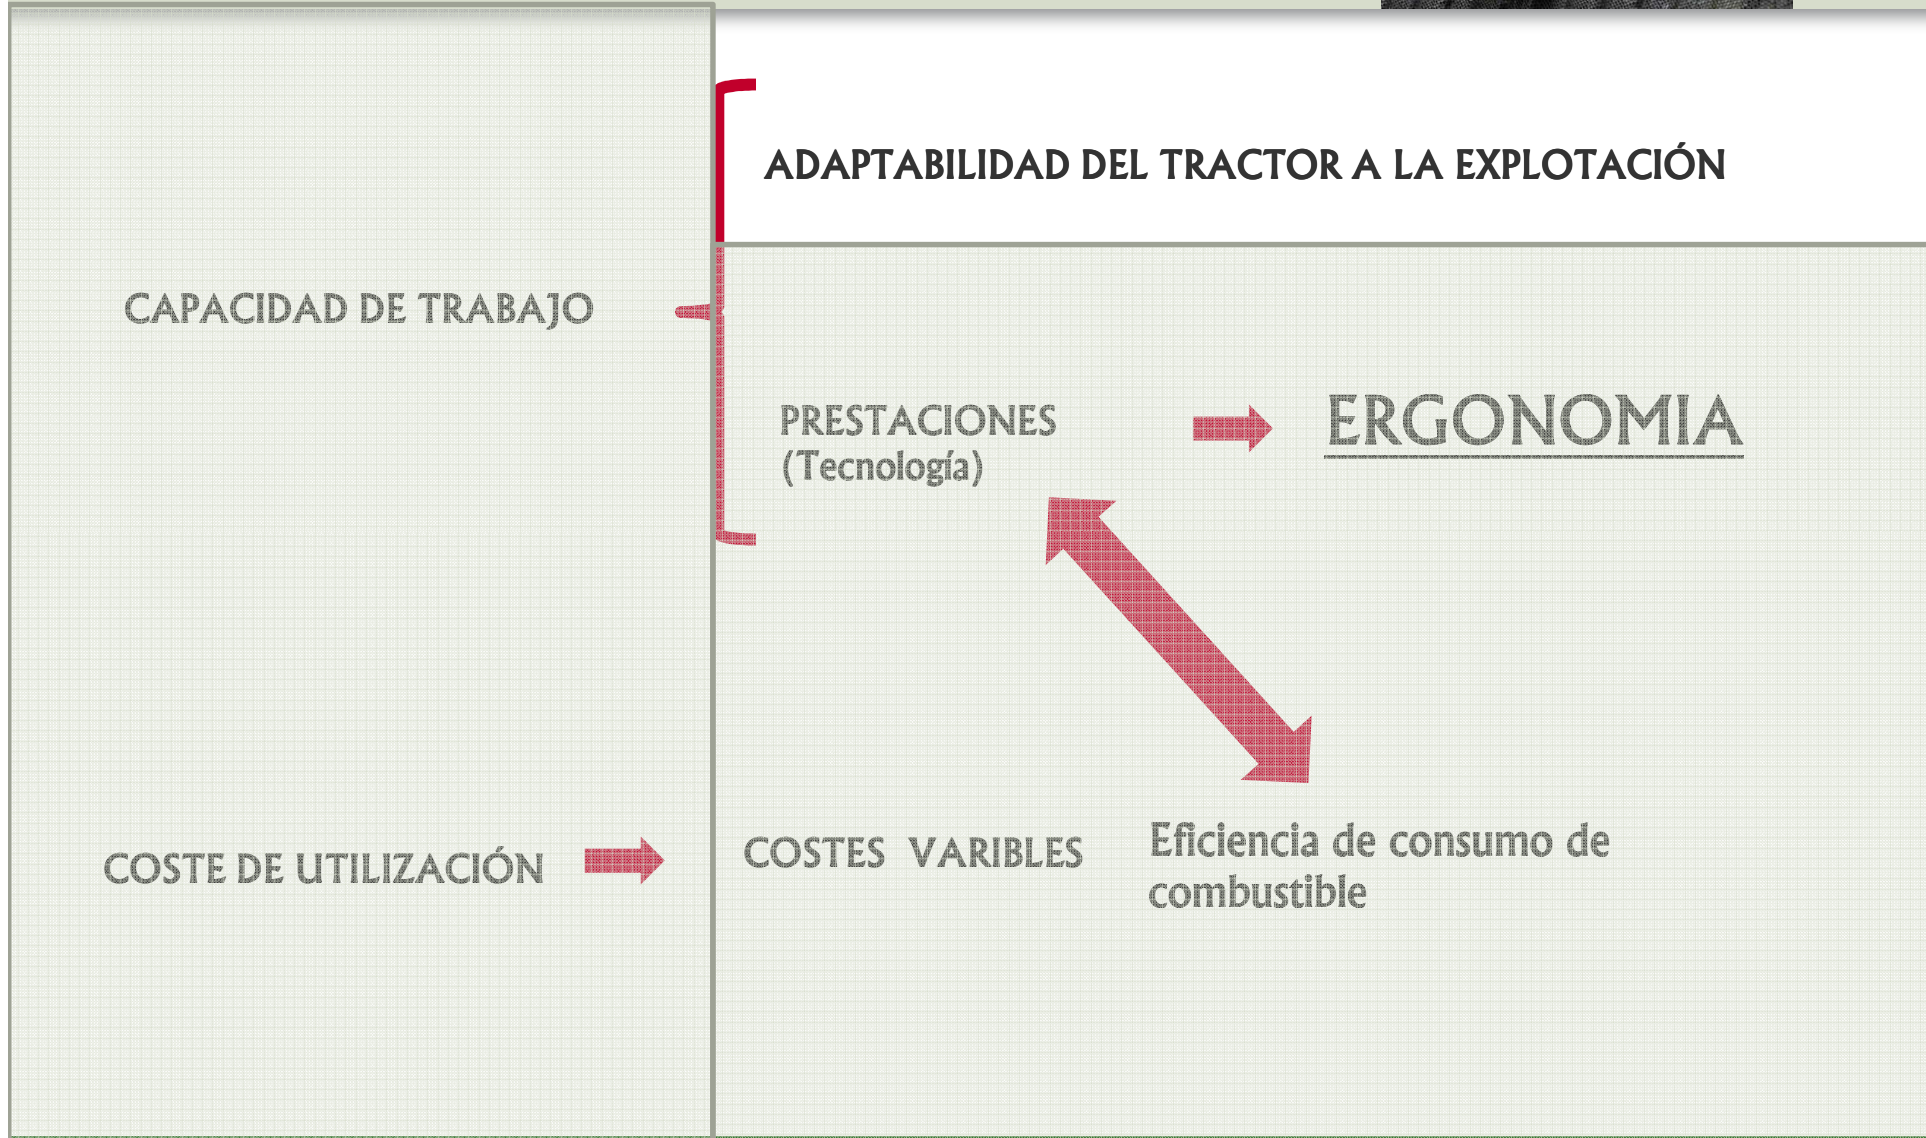 ADAPTABILIDAD DEL TRACTOR A LA EXPLOTACIÓN
CAPACIDAD DE TRABAJO
PRESTACIONES
(Tecnología)
ERGONOMIA
COSTE DE UTILIZACIÓN
COSTES VARIBLES
Eficiencia de consumo de
combustible